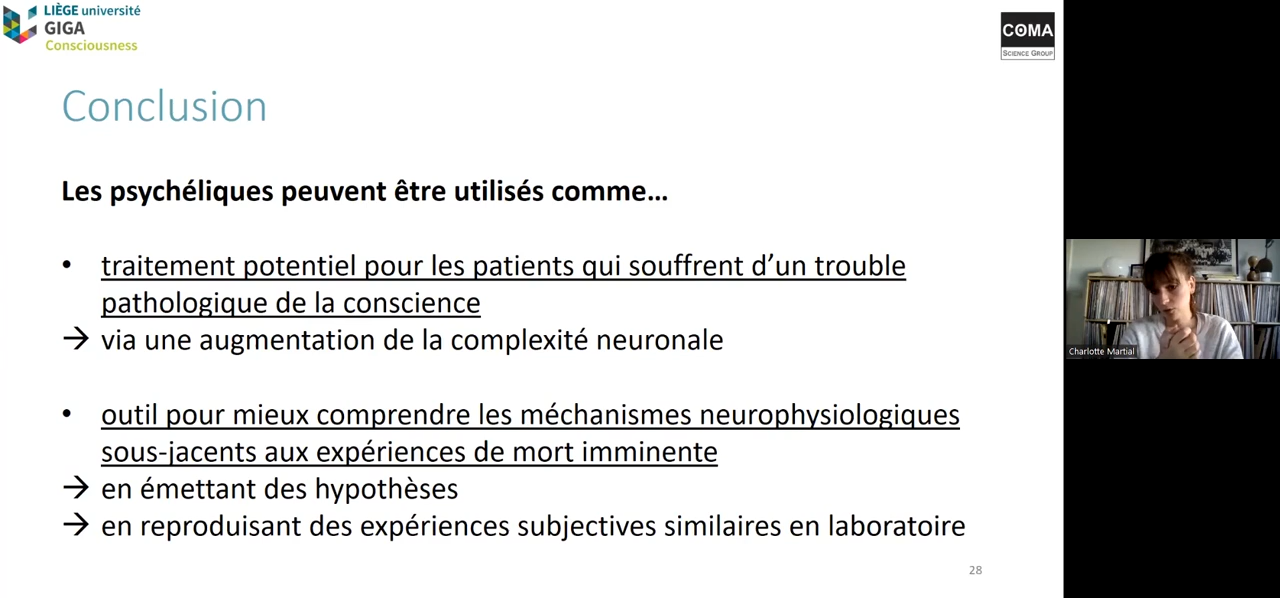 LIÈGE université
GIGA
Consciousness
COMA
SCIENCE GROUP
Conclusion
Les psychéliques peuvent être utilisés comme…
• traitement potentiel pour les patients qui souffrent d’un trouble
pathologique de la conscience
→ via une augmentation de la complexité neuronale
• outil pour mieux comprendre les méchanismes neurophysiologiques
sous-jacents aux expériences de mort imminente
→ en émettant des hypothèses
→ en reproduisant des expériences subjectives similaires en laboratoire
28
Charlotte Martial